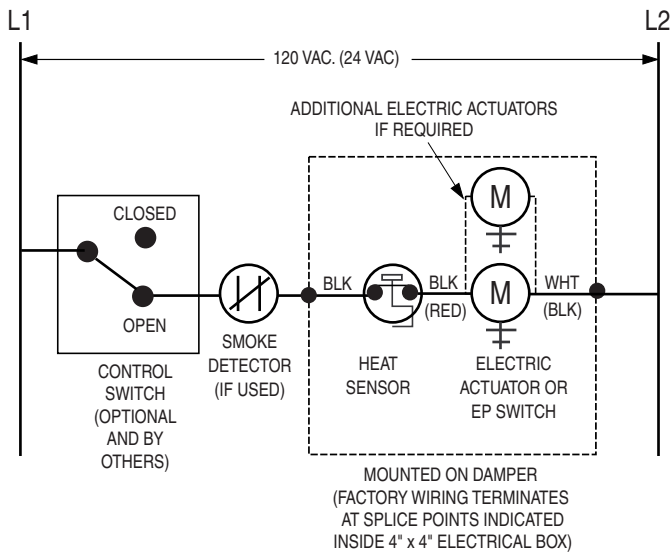 L1
L2
120 VAC. (24 VAC)
ADDITIONAL ELECTRIC ACTUATORS
IF REQUIRED
CLOSED
OPEN
M
BLK
BLK
(RED)
M
WHT
(BLK)
CONTROL
SWITCH
(OPTIONAL
AND BY
OTHERS)
SMOKE
DETECTOR
(IF USED)
HEAT
SENSOR
ELECTRIC
ACTUATOR OR
EP SWITCH
MOUNTED ON DAMPER
(FACTORY WIRING TERMINATES
AT SPLICE POINTS INDICATED
INSIDE 4" x 4" ELECTRICAL BOX)